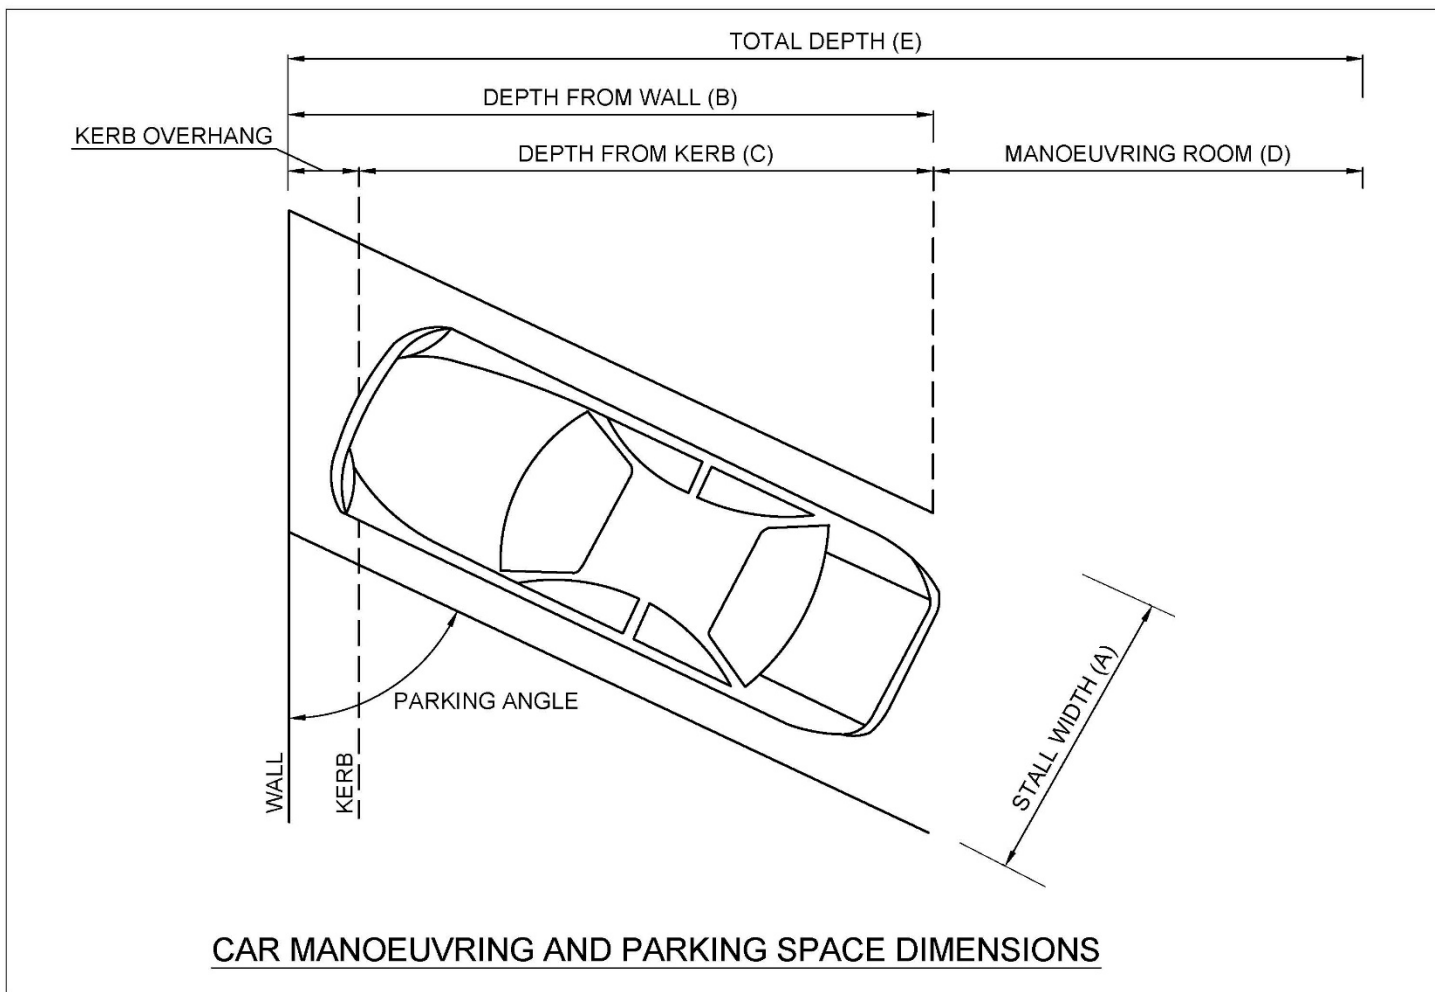 TOTAL DEPTH (E)
DEPTH FROM WALL (B)
KERB OVERHANG
DEPTH FROM KERB (C)
MANOEUVRING ROOM (D)
PARKING ANGLE
WALL
KERB
STALL WIDTH (A)
CAR MANOEUVRING AND PARKING SPACE DIMENSIONS